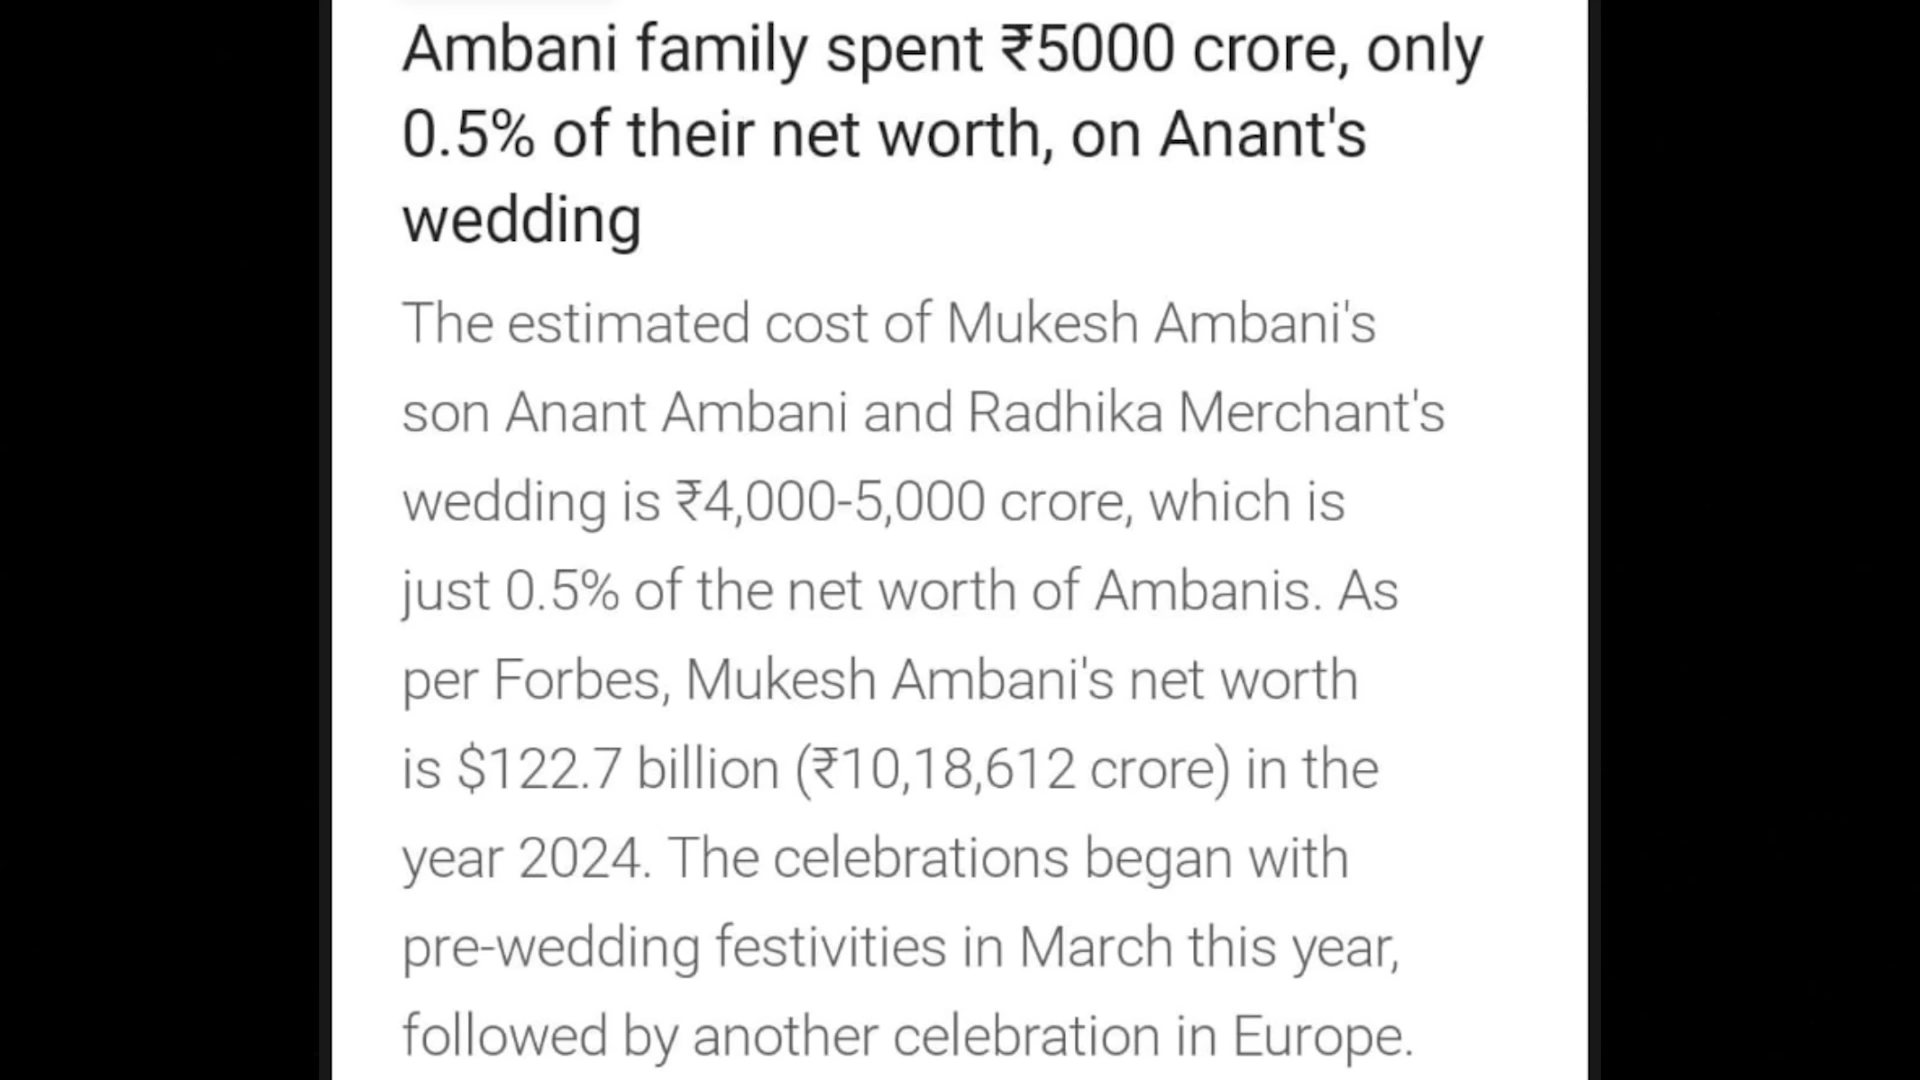 Ambani family spent ₹5000 crore, only
0.5% of their net worth, on Anant's
wedding
The estimated cost of Mukesh Ambani's
son Anant Ambani and Radhika Merchant's
wedding is ₹4,000-5,000 crore, which is
just 0.5% of the net worth of Ambanis. As
per Forbes, Mukesh Ambani's net worth
is $122.7 billion (₹10,18,612 crore) in the
year 2024. The celebrations began with
pre-wedding festivities in March this year,
followed by another celebration in Europe.